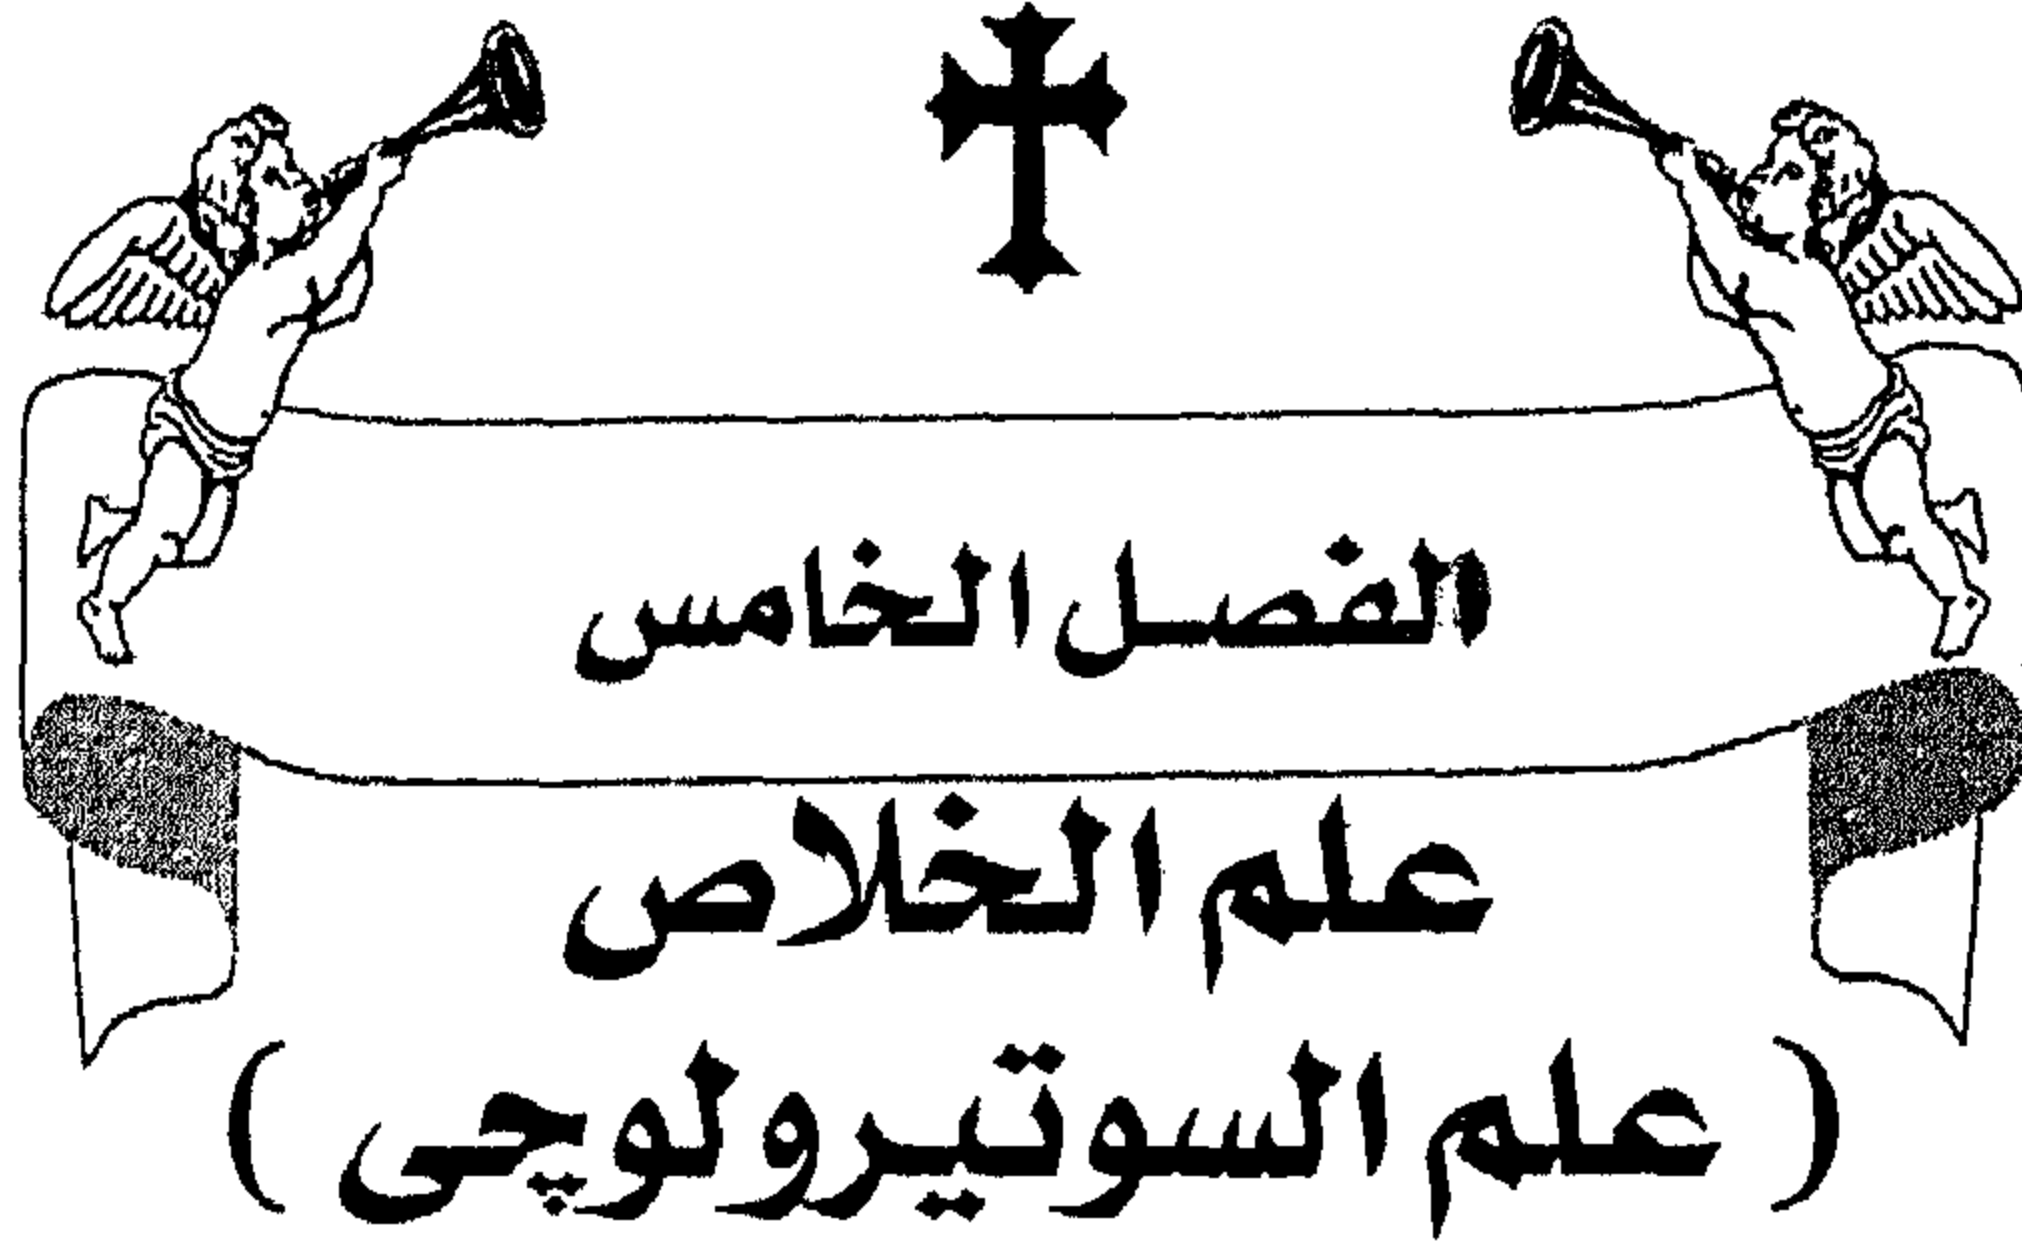 الفصل الخامس
علم الخلاص
( علم السوتيرولوچى )